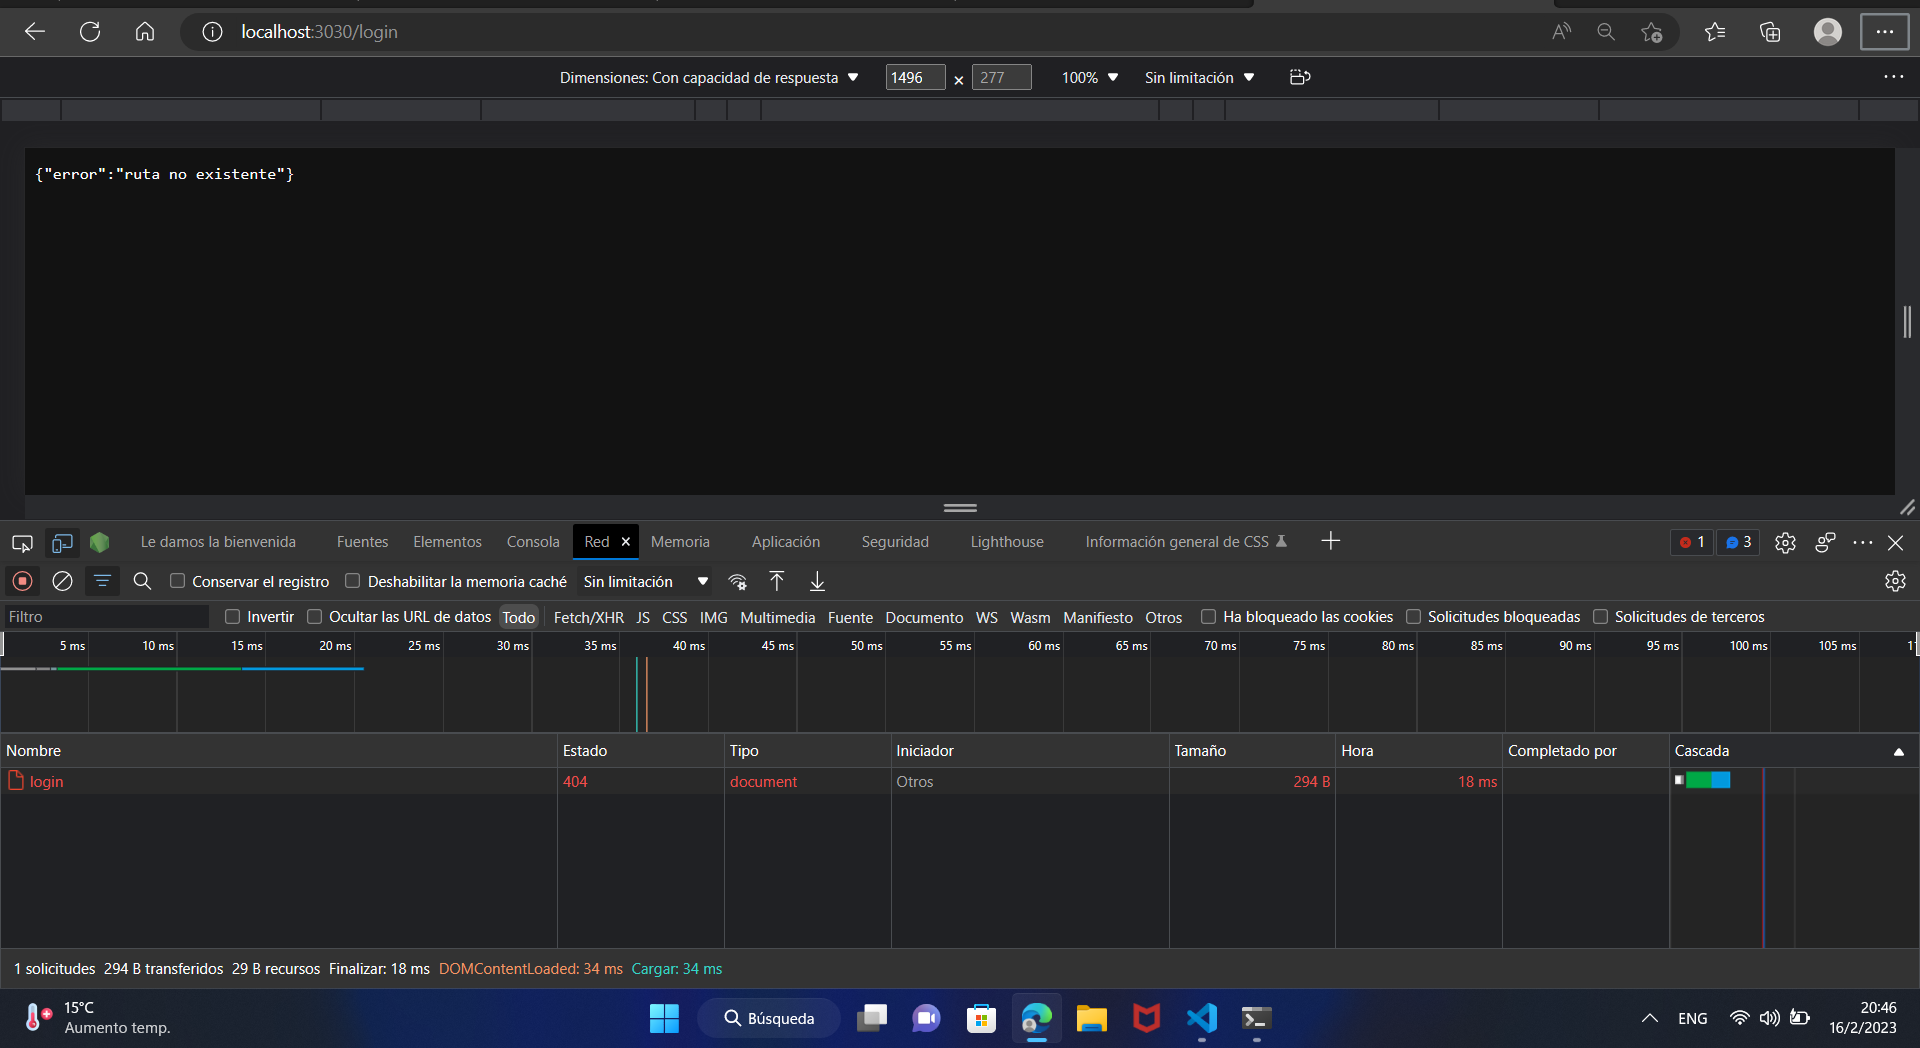 localhost:3030/login
Dimensiones: Con capacidad de respuesta 1496 × 277 100% Sin limitación
{"error":"ruta no existente"}
Le damos la bienvenida Fuentes Elementos Consola Red Memoria Aplicación Seguridad Lighthouse Información general de CSS 1 3
Conservar el registro Deshabilitar la memoria caché Sin limitación
Filtro Invertir Ocultar las URL de datos Todo Fetch/XHR JS CSS IMG Multimedia Fuente Documento WS Wasm Manifiesto Otros Ha bloqueado las cookies Solicitudes bloqueadas Solicitudes de terceros
5 ms 10 ms 15 ms 20 ms 25 ms 30 ms 35 ms 40 ms 45 ms 50 ms 55 ms 60 ms 65 ms 70 ms 75 ms 80 ms 85 ms 90 ms 95 ms 100 ms 105 ms
Nombre Estado Tipo Iniciador Tamaño Hora Completado por Cascada
login 404 document Otros 294 B 18 ms
1 solicitudes 294 B transferidos 29 B recursos Finalizar: 18 ms DOMContentLoaded: 34 ms Cargar: 34 ms
15°C
Aumento temp.
Búsqueda
ENG
20:46
16/2/2023